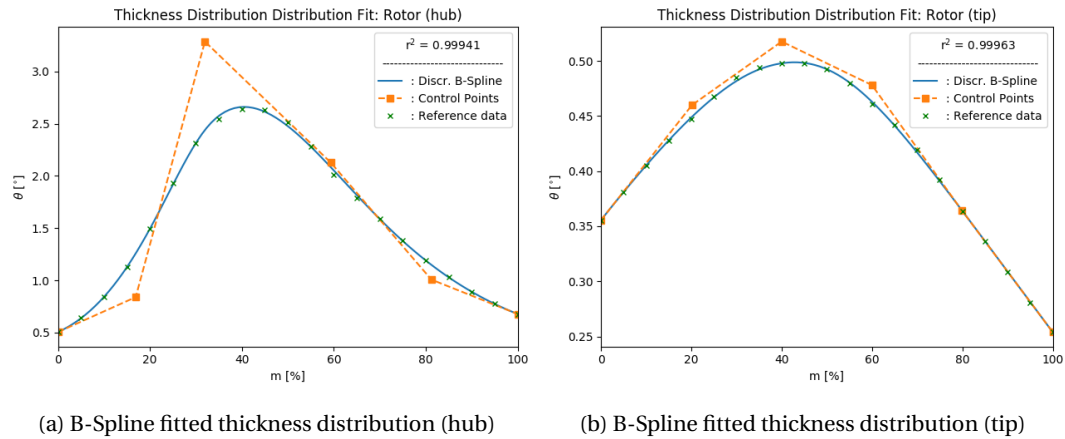 Thickness Distribution Distribution Fit: Rotor (hub)
r² = 0.99941
------------------------------
: Discr. B-Spline
: Control Points
: Reference data
3.0
2.5
2.0
1.5
1.0
0.5
θ [°]
0 20 40 60 80 100
m [%]
(a) B-Spline fitted thickness distribution (hub)
Thickness Distribution Distribution Fit: Rotor (tip)
r² = 0.99963
------------------------------
: Discr. B-Spline
: Control Points
: Reference data
0.50
0.45
0.40
0.35
0.30
0.25
θ [°]
0 20 40 60 80 100
m [%]
(b) B-Spline fitted thickness distribution (tip)